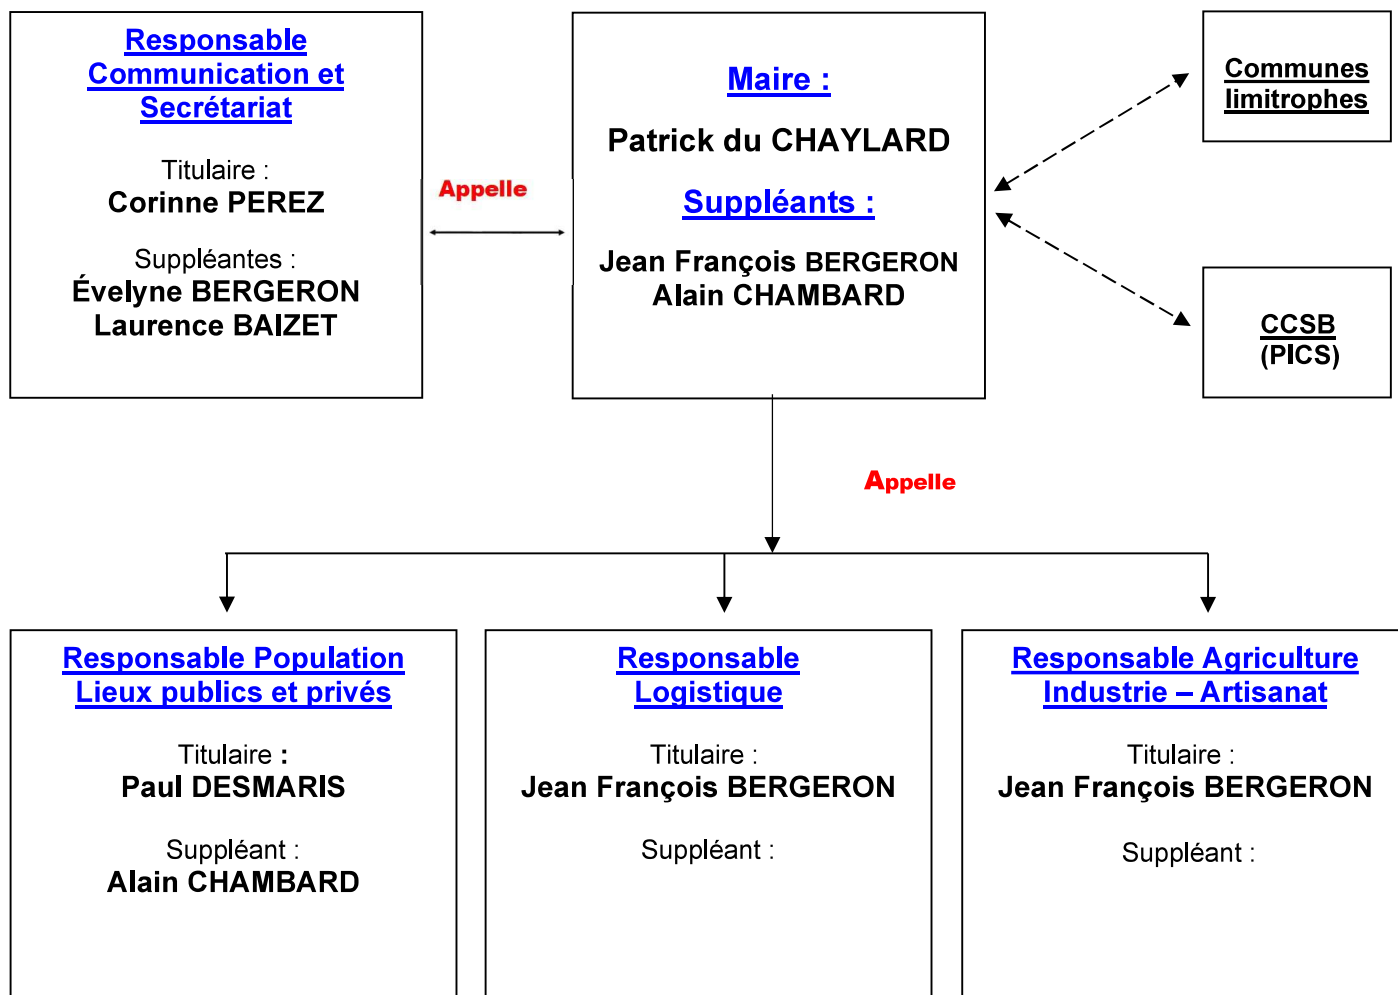 Responsable
Communication et
Secrétariat
Titulaire :
Corinne PEREZ
Suppléantes :
Évelyne BERGERON
Laurence BAIZET
Appelle
Maire :
Patrick du CHAYLARD
Suppléants :
Jean François BERGERON
Alain CHAMBARD
Communes
limitrophes
CCSB
(PICS)
Appelle
Responsable Population
Lieux publics et privés
Titulaire :
Paul DESMARIS
Suppléant :
Alain CHAMBARD
Responsable
Logistique
Titulaire :
Jean François BERGERON
Suppléant :
Responsable Agriculture
Industrie – Artisanat
Titulaire :
Jean François BERGERON
Suppléant :